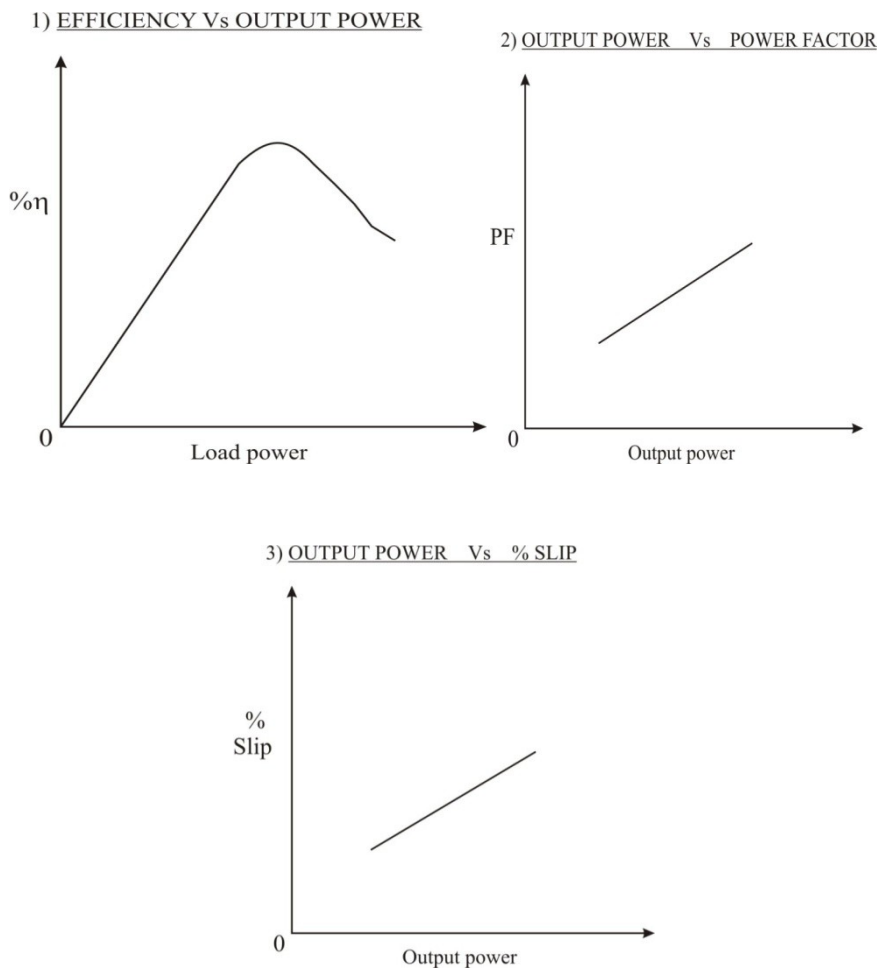 1) EFFICIENCY Vs OUTPUT POWER
%η
0
Load power
2) OUTPUT POWER Vs POWER FACTOR
PF
0
Output power
3) OUTPUT POWER Vs % SLIP
%
Slip
0
Output power